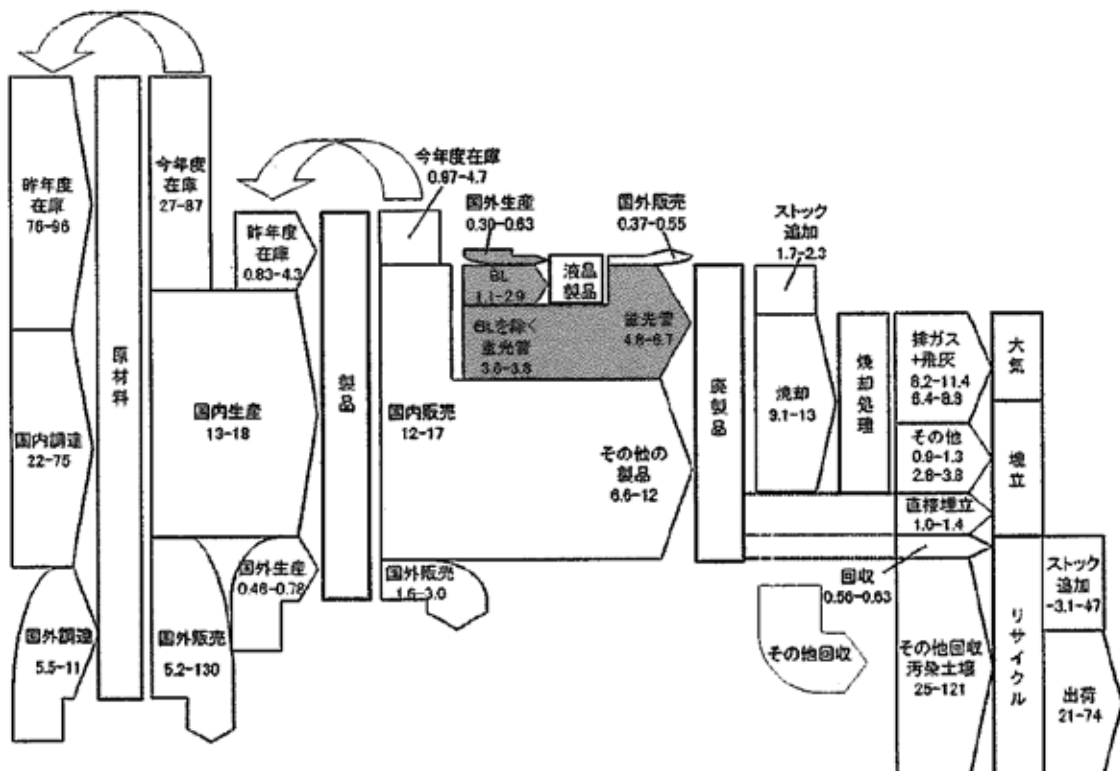 昨年度
在庫
76-96
国内調達
22-75
国外調達
5.5-11
原材料
今年度
在庫
27-87
国内生産
13-18
国外販売
5.2-130
昨年度
在庫
0.83-4.3
国外生産
0.46-0.78
製品
今年度在庫
0.97-4.7
国内販売
12-17
国外販売
1.6-3.0
国外生産
0.30-0.63
BL
1.1-2.9
BLを除く
蛍光管
3.6-3.8
液晶
製品
国外販売
0.37-0.55
蛍光管
4.8-6.7
その他の
製品
6.6-12
廃製品
ストック
追加
1.7-2.3
焼却
9.1-13
焼却処理
排ガス
+飛灰
8.2-11.4
6.4-8.9
その他
0.9-1.3
2.8-3.8
直接埋立
1.0-1.4
回収
0.56-0.63
その他回収
その他回収
汚染土壌
25-121
大気
埋立
リサイクル
ストック
追加
-3.1-47
出荷
21-74